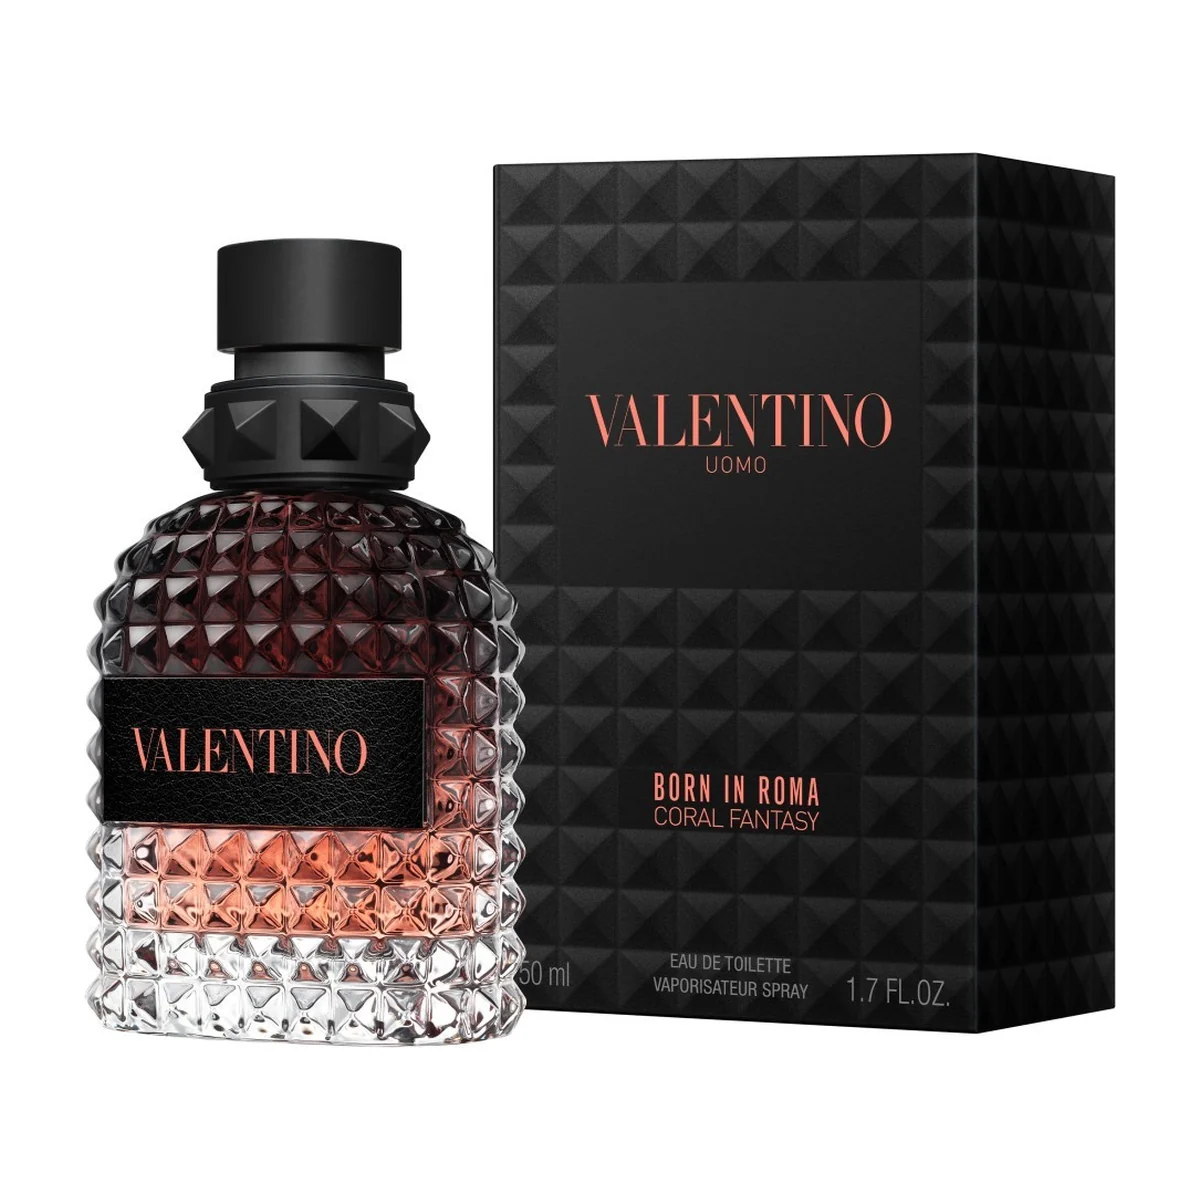 VALENTINO
UOMO
VALENTINO
BORN IN ROMA
CORAL FANTASY
50 ml
EAU DE TOILETTE
VAPORISATEUR SPRAY
1.7 FL.OZ.